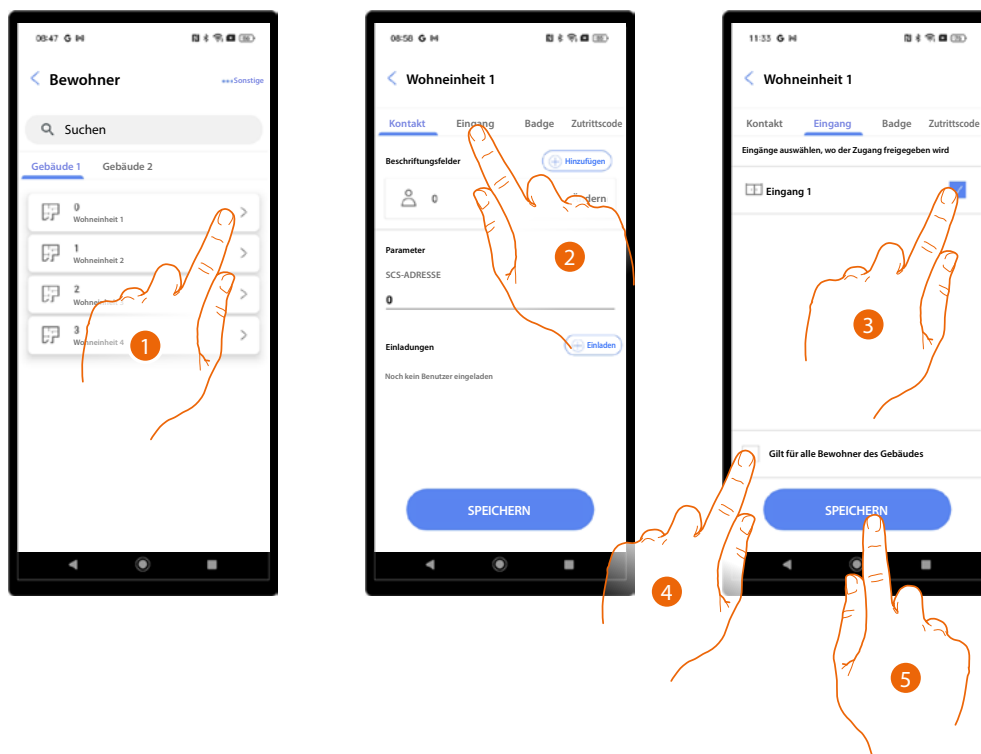 08:47
Bewohner
•••Sonstige
Suchen
Gebäude 1 Gebäude 2
0
Wohneinheit 1
1
Wohneinheit 2
2
3
Wohneinheit 4
1
08:58
Wohneinheit 1
Kontakt Eingang Badge Zutrittscode
Beschriftungsfelder Hinzufügen
0
2
Parameter
SCS-ADRESSE
0
Einladungen Einladen
Noch kein Benutzer eingeladen
SPEICHERN
11:33
Wohneinheit 1
Kontakt Eingang Badge Zutrittscode
Eingänge auswählen, wo der Zugang freigegeben wird
Eingang 1
3
Gilt für alle Bewohner des Gebäudes
SPEICHERN
4
5